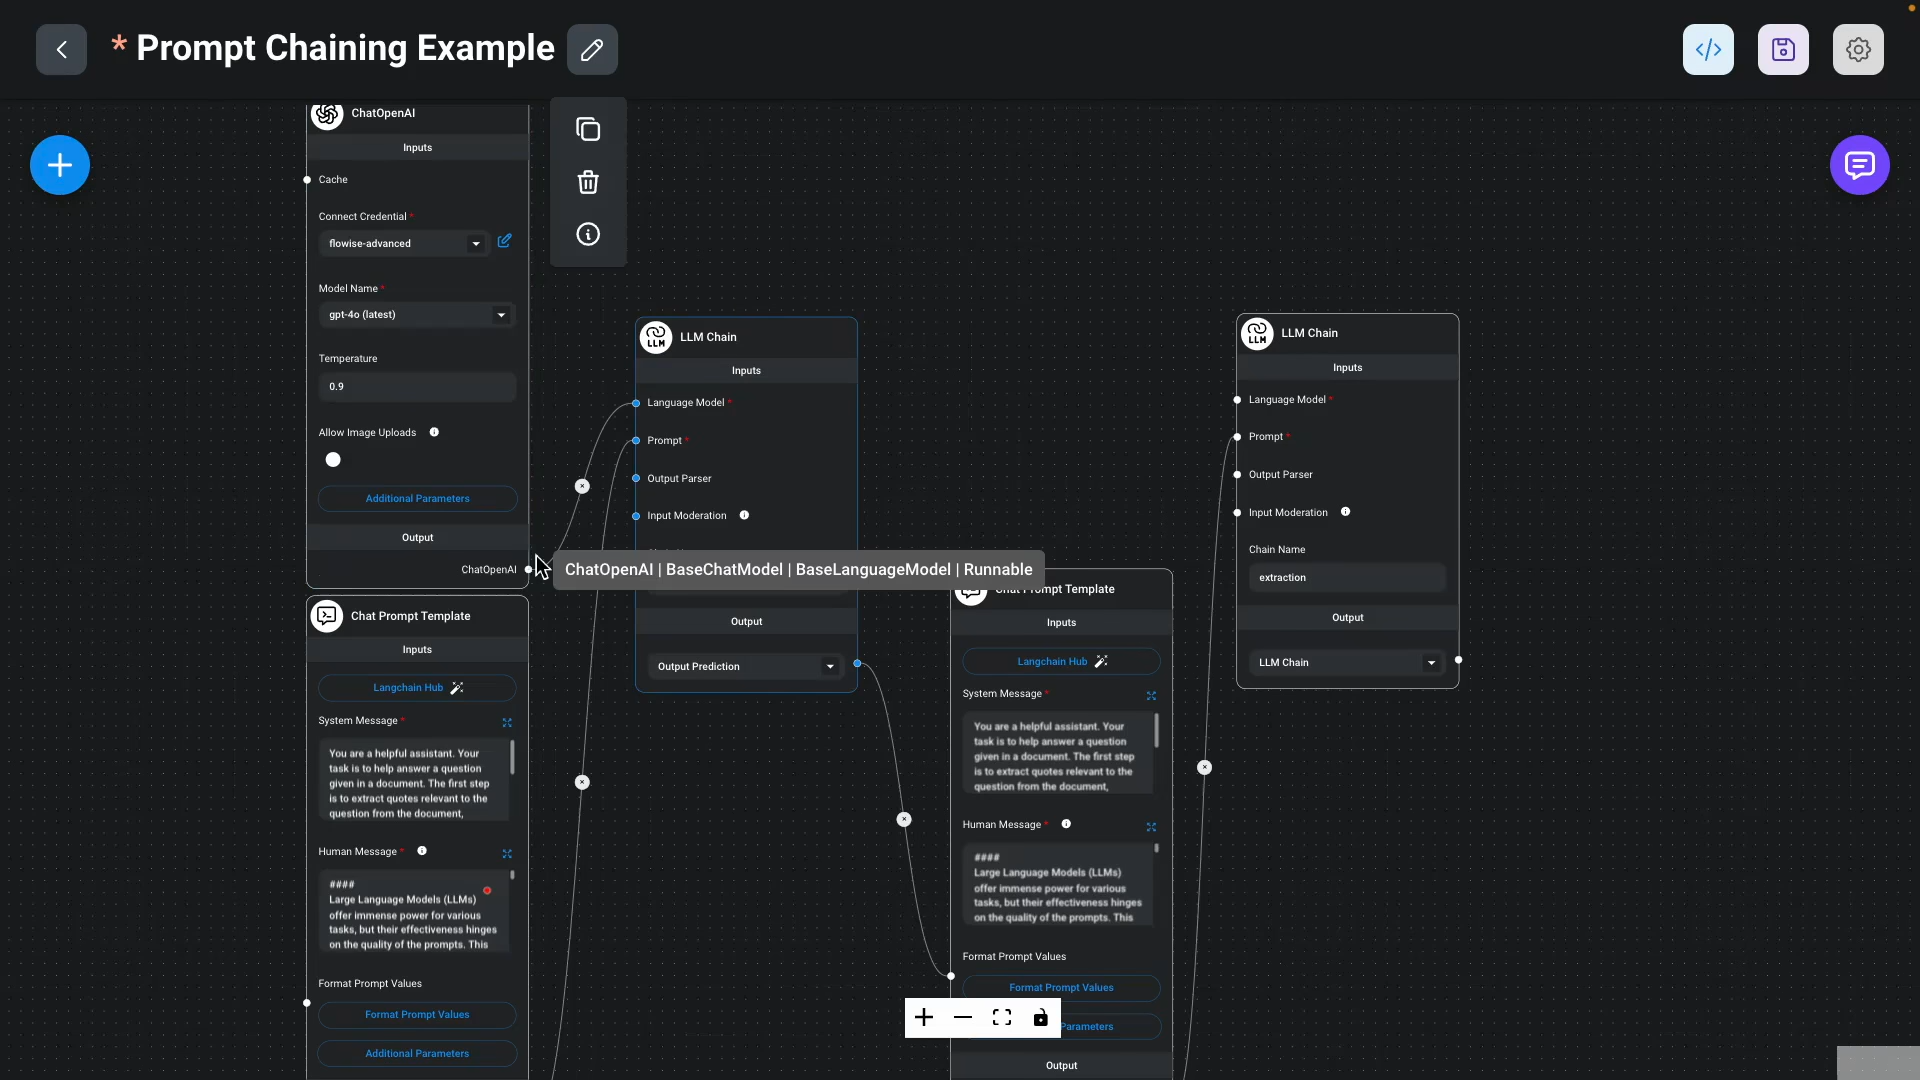 * Prompt Chaining Example
ChatOpenAI
Inputs
Cache
Connect Credential *
flowise-advanced
Model Name *
gpt-4o (latest)
Temperature
0.9
Allow Image Uploads
Additional Parameters
Output
ChatOpenAI
ChatOpenAI | BaseChatModel | BaseLanguageModel | Runnable
Chat Prompt Template
Inputs
Langchain Hub
System Message *
You are a helpful assistant. Your
task is to help answer a question
given in a document. The first step
is to extract quotes relevant to the
question from the document,
Human Message *
####
Large Language Models (LLMs)
offer immense power for various
tasks, but their effectiveness hinges
on the quality of the prompts. This
Format Prompt Values
Format Prompt Values
Additional Parameters
LLM
LLM Chain
Inputs
Language Model *
Prompt *
Output Parser
Input Moderation
Output
Output Prediction
Chat Prompt Template
Inputs
Langchain Hub
System Message *
You are a helpful assistant. Your
task is to help answer a question
given in a document. The first step
is to extract quotes relevant to the
question from the document,
Human Message *
####
Large Language Models (LLMs)
offer immense power for various
tasks, but their effectiveness hinges
on the quality of the prompts. This
Format Prompt Values
Format Prompt Values
Parameters
Output
LLM
LLM Chain
Inputs
Language Model *
Prompt *
Output Parser
Input Moderation
Chain Name
extraction
Output
LLM Chain